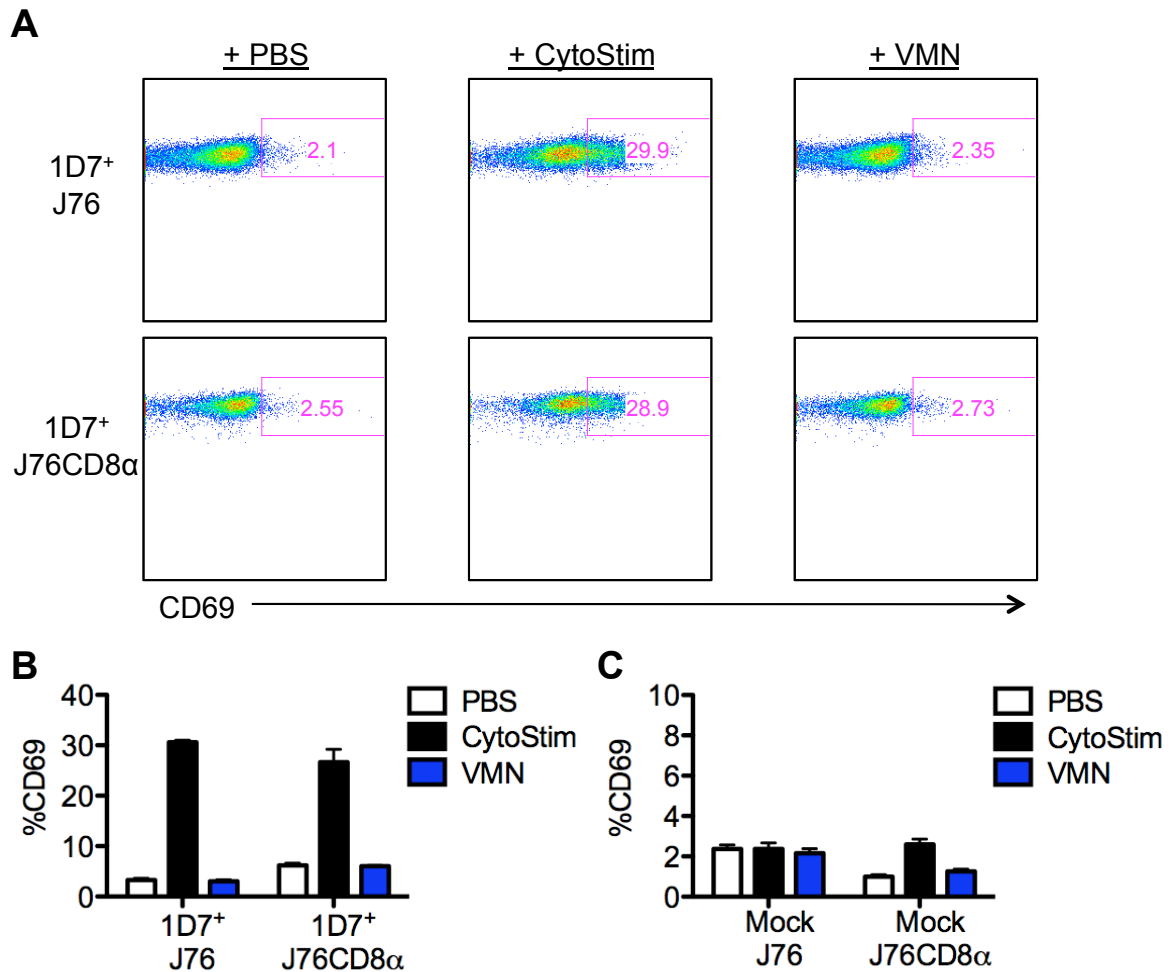 A
+ PBS
+ CytoStim
+ VMN
1D7⁺
J76
2.1
29.9
2.35
1D7⁺
J76CD8α
2.55
28.9
2.73
CD69
B
%CD69
40
30
20
10
0
PBS
CytoStim
VMN
1D7⁺
J76
1D7⁺
J76CD8α
C
%CD69
10
8
6
4
2
0
PBS
CytoStim
VMN
Mock
J76
Mock
J76CD8α